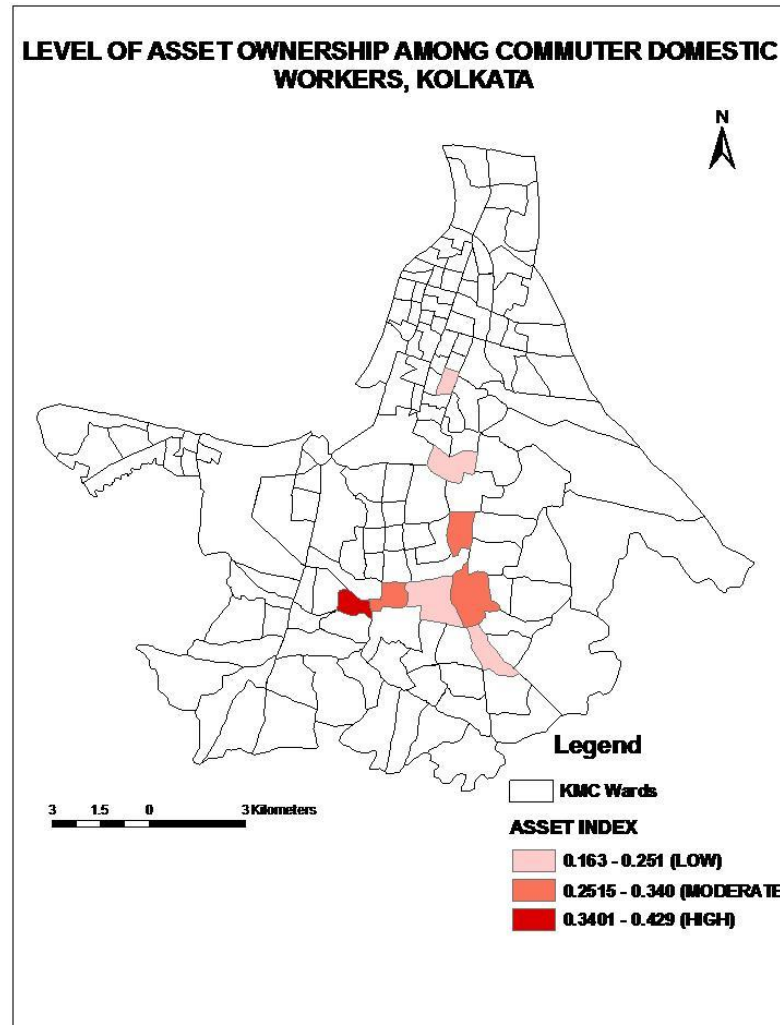 LEVEL OF ASSET OWNERSHIP AMONG COMMUTER DOMESTIC
WORKERS, KOLKATA
N
Legend
KMC Wards
3 1.5 0 3 Kilometers
ASSET INDEX
0.163 - 0.251 (LOW)
0.2515 - 0.340 (MODERATE
0.3401 - 0.429 (HIGH)